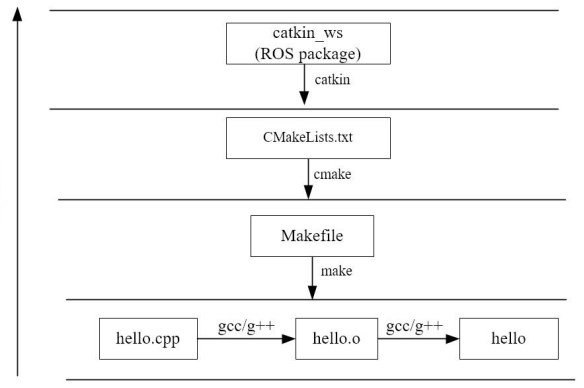 catkin_ws
(ROS package)
catkin
CMakeLists.txt
cmake
Makefile
make
hello.cpp
gcc/g++
hello.o
gcc/g++
hello